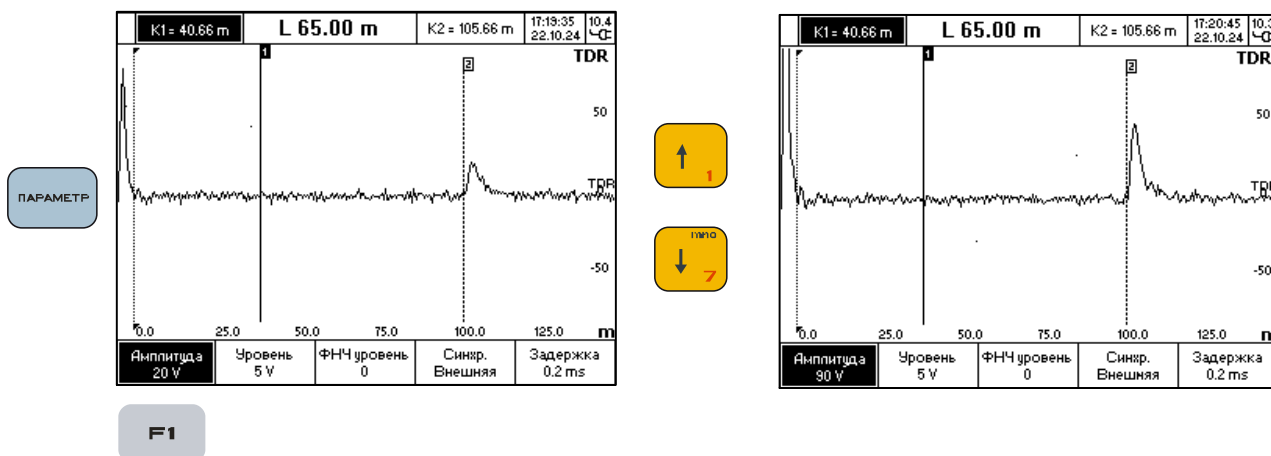 ПАРАМЕТР
K1= 40.66 m
L 65.00 m
K2 = 105.66 m
17:19:35
22.10.24
10.4
1
2
TDR
50
TDR
-50
0.0 25.0 50.0 75.0 100.0 125.0 m
Амплитуда
20 V
Уровень
5 V
ФНЧ уровень
0
Синхр.
Внешняя
Задержка
0.2 ms
F1
1
mno
7
K1= 40.66 m
L 65.00 m
K2 = 105.66 m
17:20:45
22.10.24
1
2
TDR
50
-50
0.0 25.0 50.0 75.0 100.0 125.0
Амплитуда
90 V
Уровень
5 V
ФНЧ уровень
0
Синхр.
Внешняя
Задержка
0.2 ms